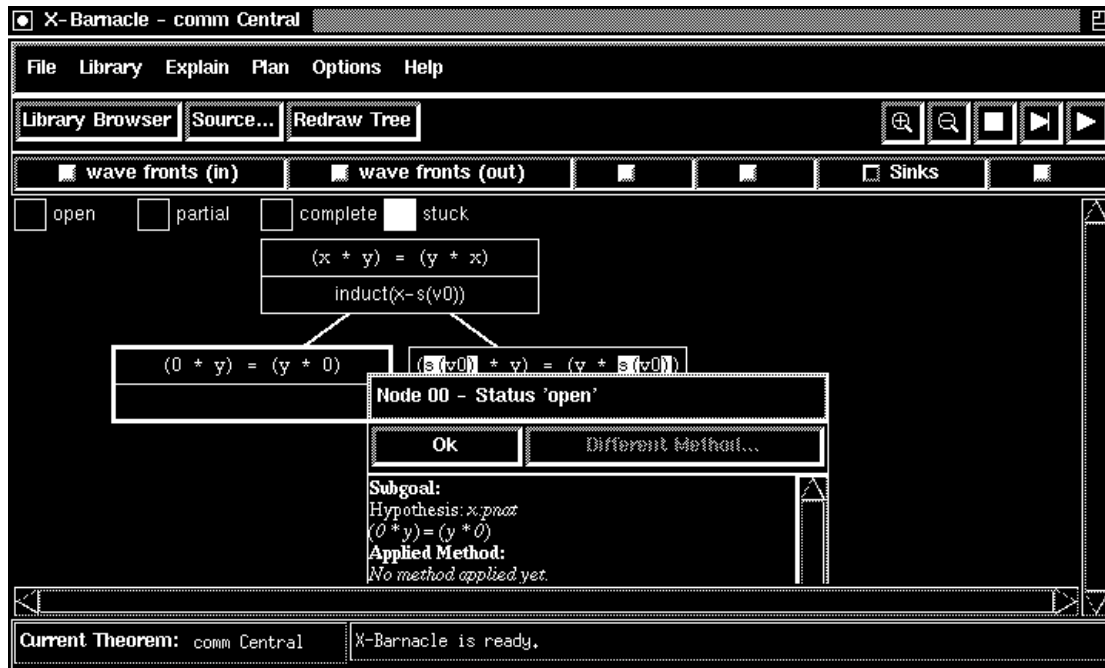 X-Barnacle - comm Central
File Library Explain Plan Options Help
Library Browser Source... Redraw Tree
wave fronts (in) wave fronts (out) Sinks
open partial complete stuck
(x * y) = (y * x)
induct(x-s(v0))
(0 * y) = (y * 0) (s(v0) * y) = (y * s(v0))
Node 00 - Status 'open'
Ok Different Method...
Subgoal:
Hypothesis: x:pnat
(0 * y) = (y * 0)
Applied Method:
No method applied yet.
Current Theorem: comm Central X-Barnacle is ready.